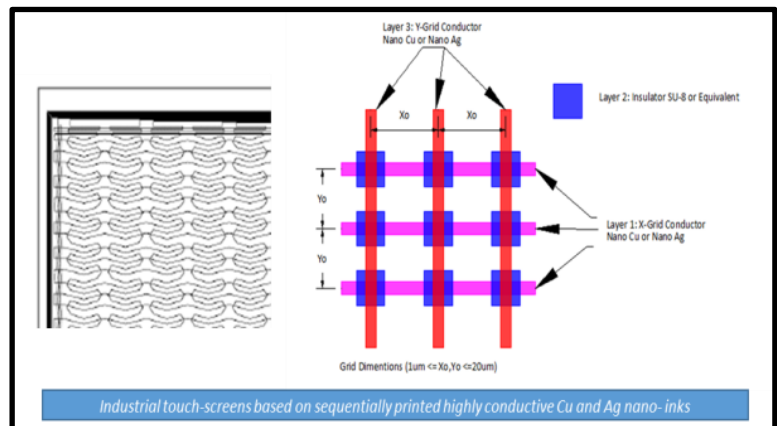 Layer 3: Y-Grid Conductor
Nano Cu or Nano Ag
Xo
Xo
Layer 2: Insulator SU-8 or Equivalent
Yo
Yo
Layer 1: X-Grid Conductor
Nano Cu or Nano Ag
Grid Dimentions (1um <= Xo,Yo <=20um)
Industrial touch-screens based on sequentially printed highly conductive Cu and Ag nano- inks